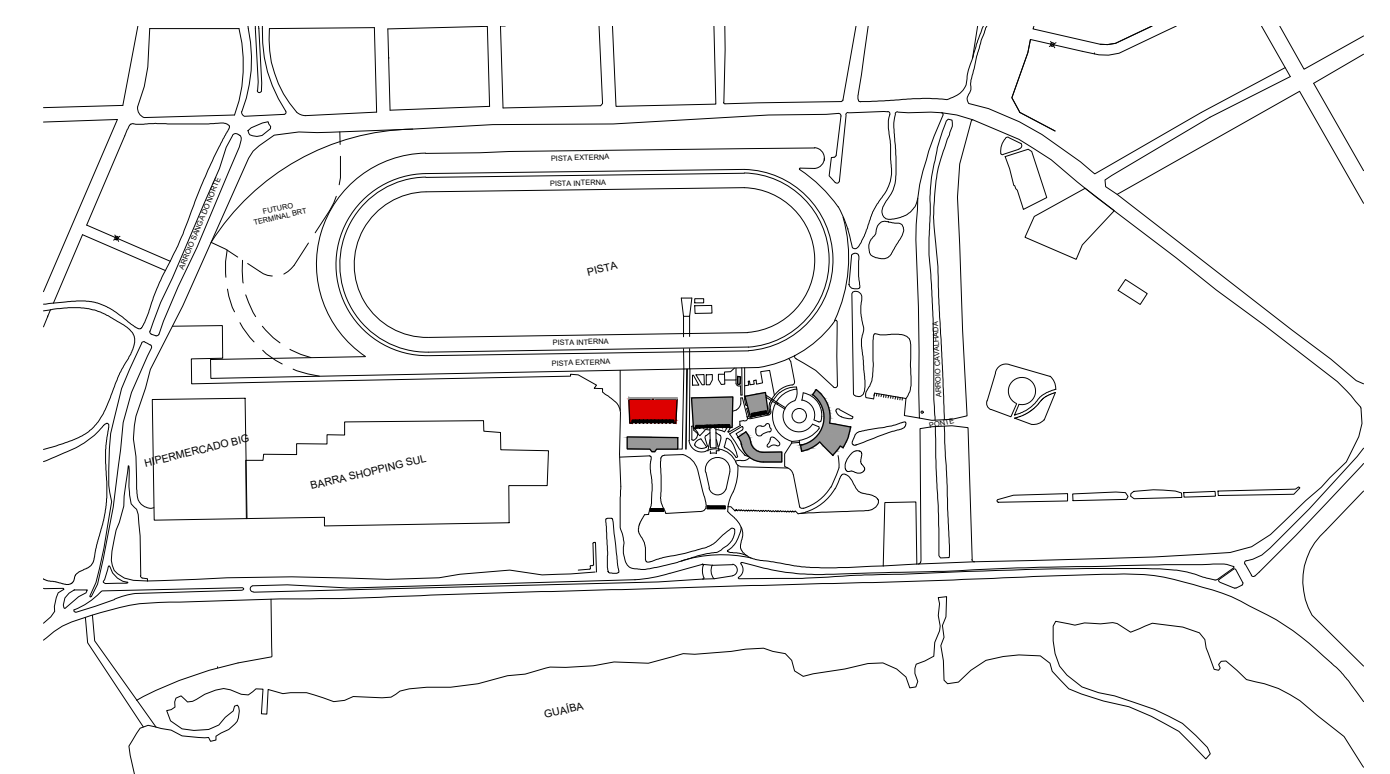 PISTA EXTERNA
PISTA INTERNA
FUTURO
TERMINAL BRT
ARROIO SANGA DO NORTE
PISTA
PISTA INTERNA
PISTA EXTERNA
ARROIO CAVALHADA
PONTE
HIPERMERCADO BIG
BARRA SHOPPING SUL
GUAÍBA